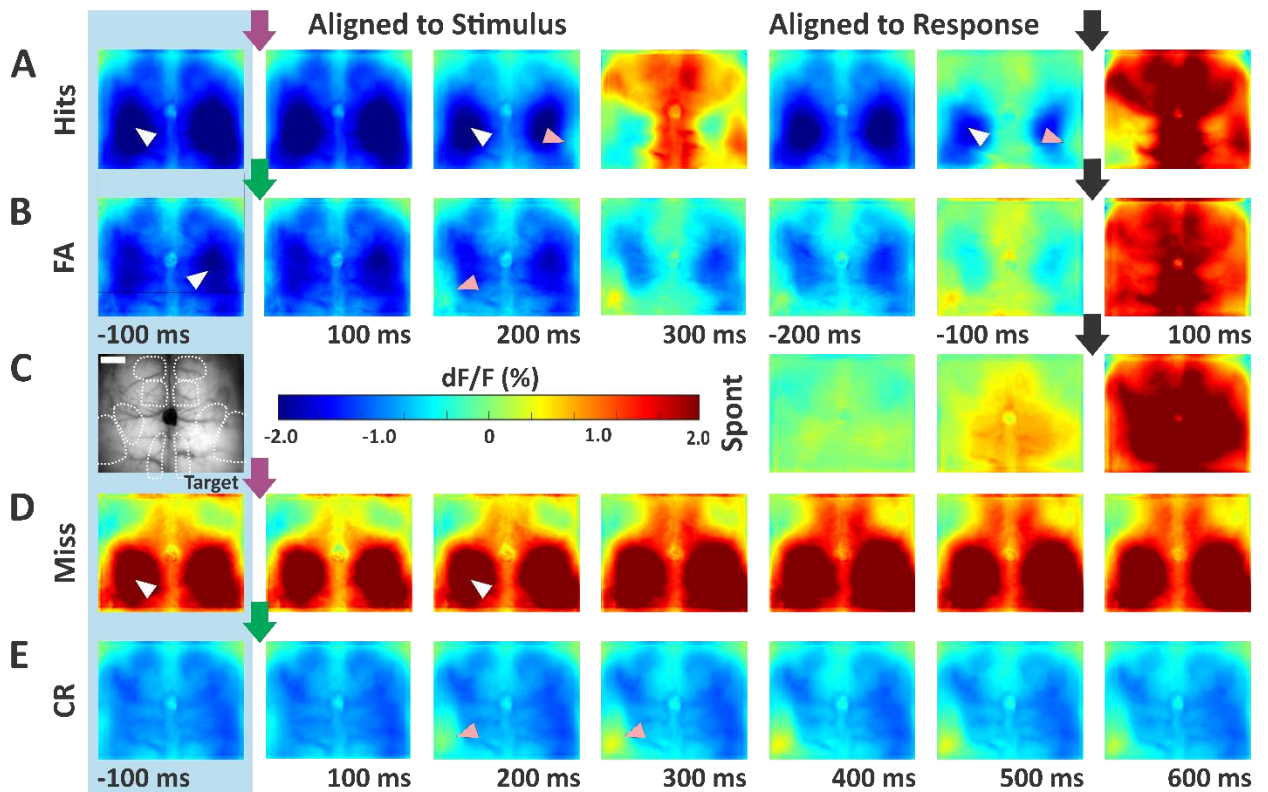 Aligned to Stimulus
Aligned to Response
A
Hits
B
FA
-100 ms
100 ms
200 ms
300 ms
-200 ms
-100 ms
100 ms
C
dF/F (%)
-2.0
-1.0
0
1.0
2.0
Spont
Target
D
Miss
E
CR
-100 ms
100 ms
200 ms
300 ms
400 ms
500 ms
600 ms